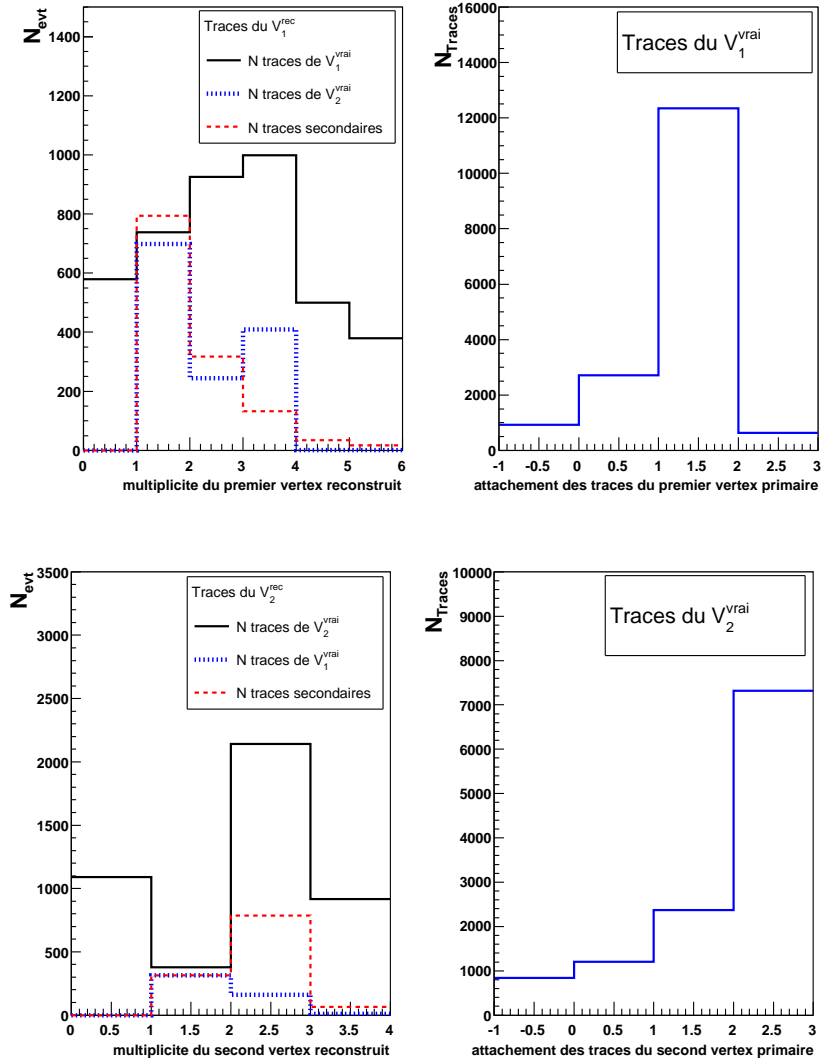 N_evt
1400
1200
1000
800
600
400
200
0
Traces du V_1^rec
N traces de V_1^vrai
N traces de V_2^vrai
N traces secondaires
0 1 2 3 4 5 6
multiplicite du premier vertex reconstruit
N_Traces
16000
14000
12000
10000
8000
6000
4000
2000
0
Traces du V_1^vrai
-1 -0.5 0 0.5 1 1.5 2 2.5 3
attachement des traces du premier vertex primaire
N_evt
3500
3000
2500
2000
1500
1000
500
0
Traces du V_2^rec
N traces de V_2^vrai
N traces de V_1^vrai
N traces secondaires
0 0.5 1 1.5 2 2.5 3 3.5 4
multiplicite du second vertex reconstruit
N_Traces
10000
9000
8000
7000
6000
5000
4000
3000
2000
1000
0
Traces du V_2^vrai
-1 -0.5 0 0.5 1 1.5 2 2.5 3
attachement des traces du second vertex primaire